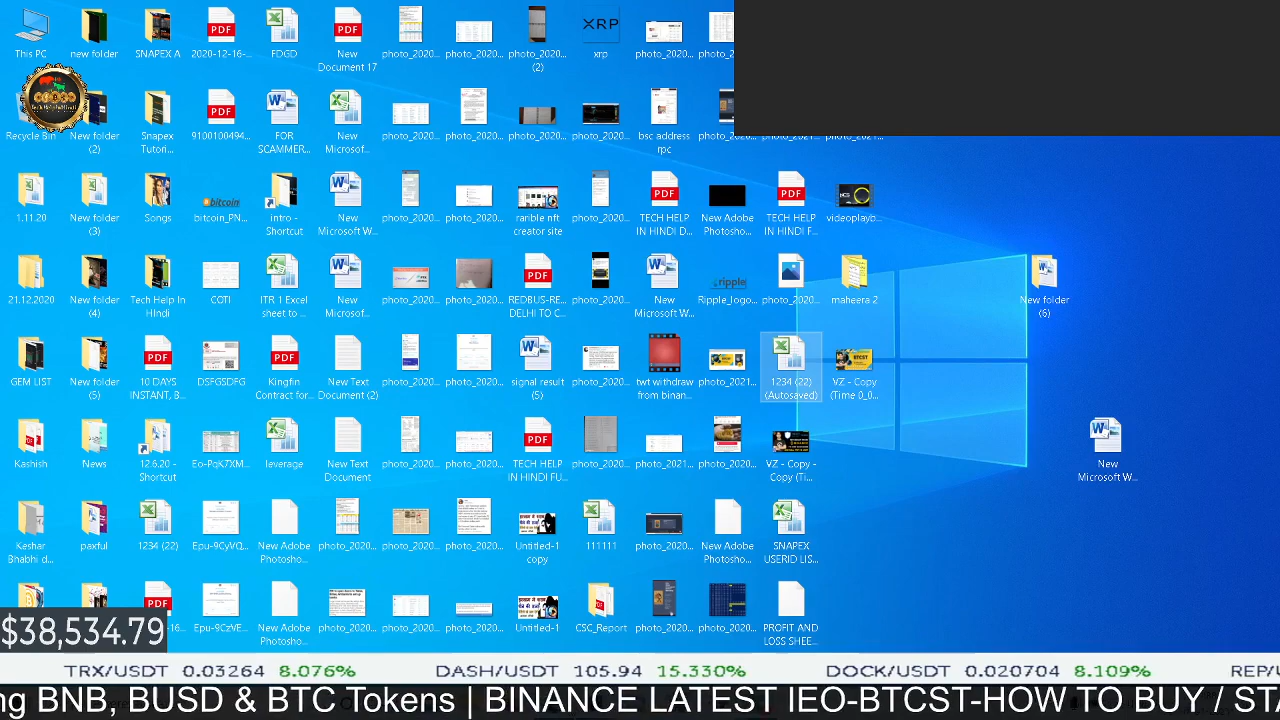 This PC
new folder
SNAPEX A
2020-12-16-...
FDGD
New
Document 17
photo_2020...
photo_2020...
photo_2020...
(2)
XRP
xrp
photo_2020...
Recycle Bin
New folder
(2)
Snapex
Tutori...
9100100494...
FOR
SCAMMER...
New
Microsof...
photo_2020...
photo_2020...
photo_2020...
photo_2020...
bsc address
rpc
1.11.20
New folder
(3)
Songs
bitcoin
bitcoin_PN...
intro -
Shortcut
New
Microsoft W...
photo_2020...
photo_2020...
rarible nft
creator site
photo_2020...
TECH HELP
IN HINDI D...
New Adobe
Photosho...
TECH HELP
IN HINDI F...
videoplayb...
21.12.2020
New folder
(4)
Tech Help In
HIndi
COTI
ITR 1 Excel
sheet to ...
New
Microsof...
photo_2020...
photo_2020...
REDBUS-RE...
DELHI TO C...
photo_2020...
New
Microsoft W...
ripple
Ripple_logo...
photo_2020...
maheera 2
New folder
(6)
GEM LIST
New folder
(5)
10 DAYS
INSTANT, B...
DSFGSDFG
Kingfin
Contract for...
New Text
Document (2)
photo_2020...
photo_2020...
signal result
(5)
photo_2020...
twt withdraw
from binan...
photo_2021...
1234 (22)
(Autosaved)
VZ - Copy
(Time 0_0...
Kashish
News
12.6.20 -
Shortcut
Eo-PqK7XM...
leverage
New Text
Document
photo_2020...
photo_2020...
TECH HELP
IN HINDI FU...
photo_2020...
photo_2021...
photo_2020...
VZ - Copy -
Copy (Ti...
New
Microsoft W...
Keshar
Bhabhi d...
paxful
1234 (22)
Epu-9CyVQ...
New Adobe
Photosho...
photo_2020...
photo_2020...
photo_2020...
Untitled-1
copy
111111
photo_2020...
New Adobe
Photosho...
SNAPEX
USERID LIS...
Epu-9CzVE...
New Adobe
Photosho...
photo_2020...
photo_2020...
photo_2020...
Untitled-1
CSC_Report
photo_2020...
photo_2020...
PROFIT AND
LOSS SHEE...
$38,534.79
TRX/USDT 0.03264 8.076% DASH/USDT 105.94 15.330% DOCK/USDT 0.020704 8.109% REP/
ng BNB, BUSD & BTC Tokens | BINANCE LATEST IEO-BTCST-HOW TO BUY / STA